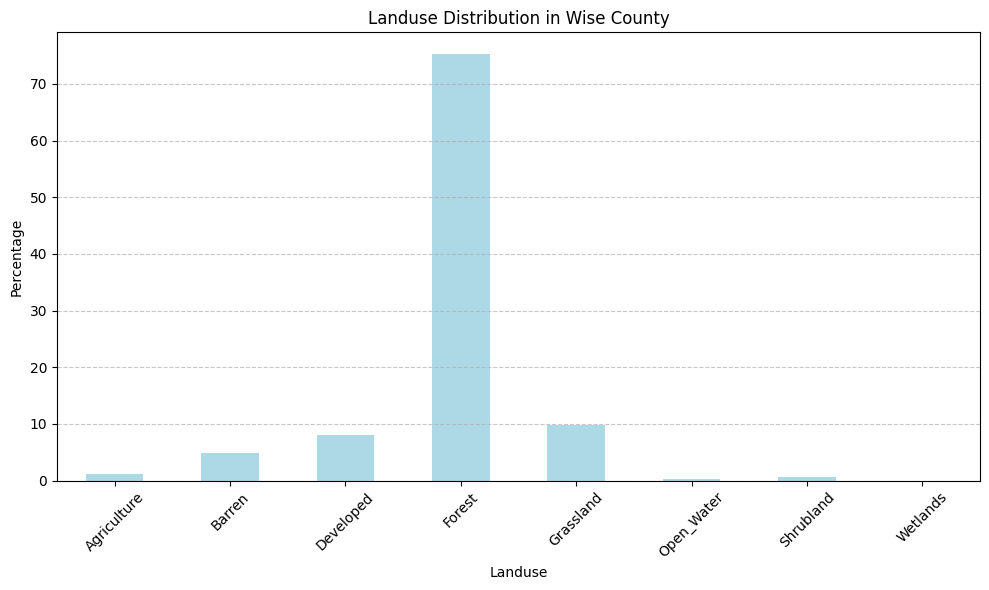 Landuse Distribution in Wise County
Percentage
70
60
50
40
30
20
10
0
Agriculture
Barren
Developed
Forest
Grassland
Open_Water
Shrubland
Wetlands
Landuse